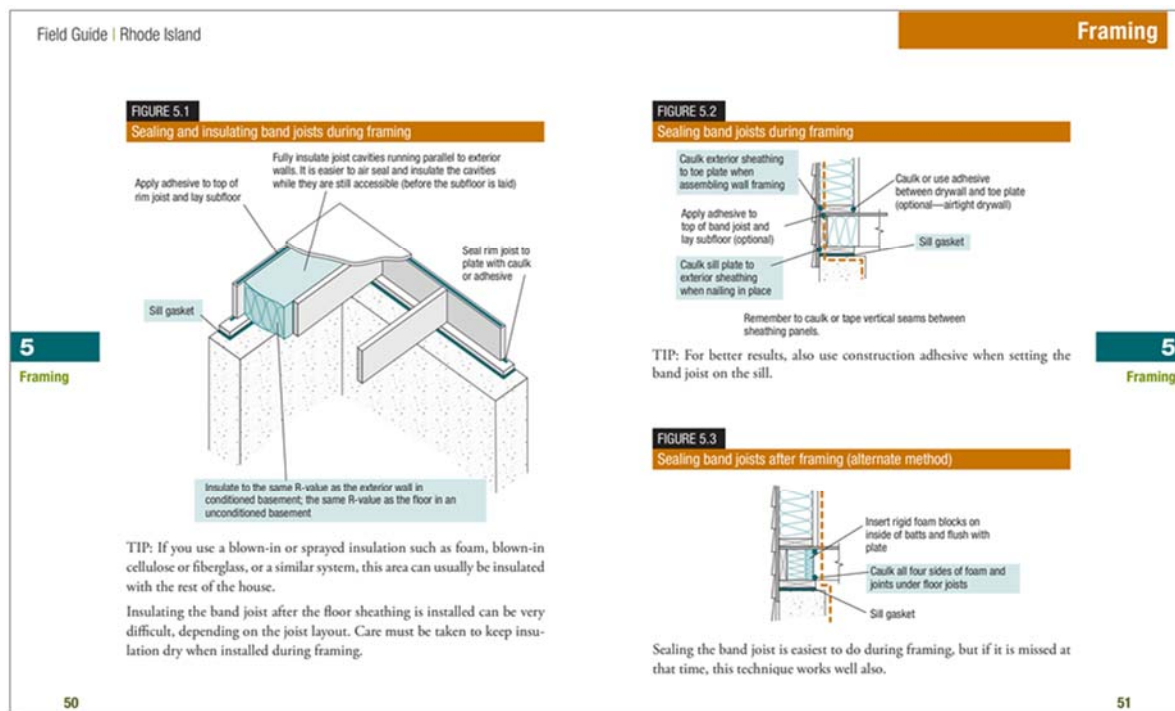 Field Guide | Rhode Island
FIGURE 5.1
Sealing and insulating band joists during framing
Fully insulate joist cavities running parallel to exterior
walls. It is easier to air seal and insulate the cavities
while they are still accessible (before the subfloor is laid)
Apply adhesive to top of
rim joist and lay subfloor
Seal rim joist to
plate with caulk
or adhesive
Sill gasket
5
Framing
Insulate to the same R-value as the exterior wall in
conditioned basement; the same R-value as the floor in an
unconditioned basement
TIP: If you use a blown-in or sprayed insulation such as foam, blown-in
cellulose or fiberglass, or a similar system, this area can usually be insulated
with the rest of the house.
Insulating the band joist after the floor sheathing is installed can be very
difficult, depending on the joist layout. Care must be taken to keep insu-
lation dry when installed during framing.
50
Framing
FIGURE 5.2
Sealing band joists during framing
Caulk exterior sheathing
to toe plate when
assembling wall framing
Caulk or use adhesive
between drywall and toe plate
(optional—airtight drywall)
Apply adhesive to
top of band joist and
lay subfloor (optional)
Sill gasket
Caulk sill plate to
exterior sheathing
when nailing in place
Remember to caulk or tape vertical seams between
sheathing panels.
TIP: For better results, also use construction adhesive when setting the
band joist on the sill.
5
Framing
FIGURE 5.3
Sealing band joists after framing (alternate method)
Insert rigid foam blocks on
inside of batts and flush with
plate
Caulk all four sides of foam and
joints under floor joists
Sill gasket
Sealing the band joist is easiest to do during framing, but if it is missed at
that time, this technique works well also.
51